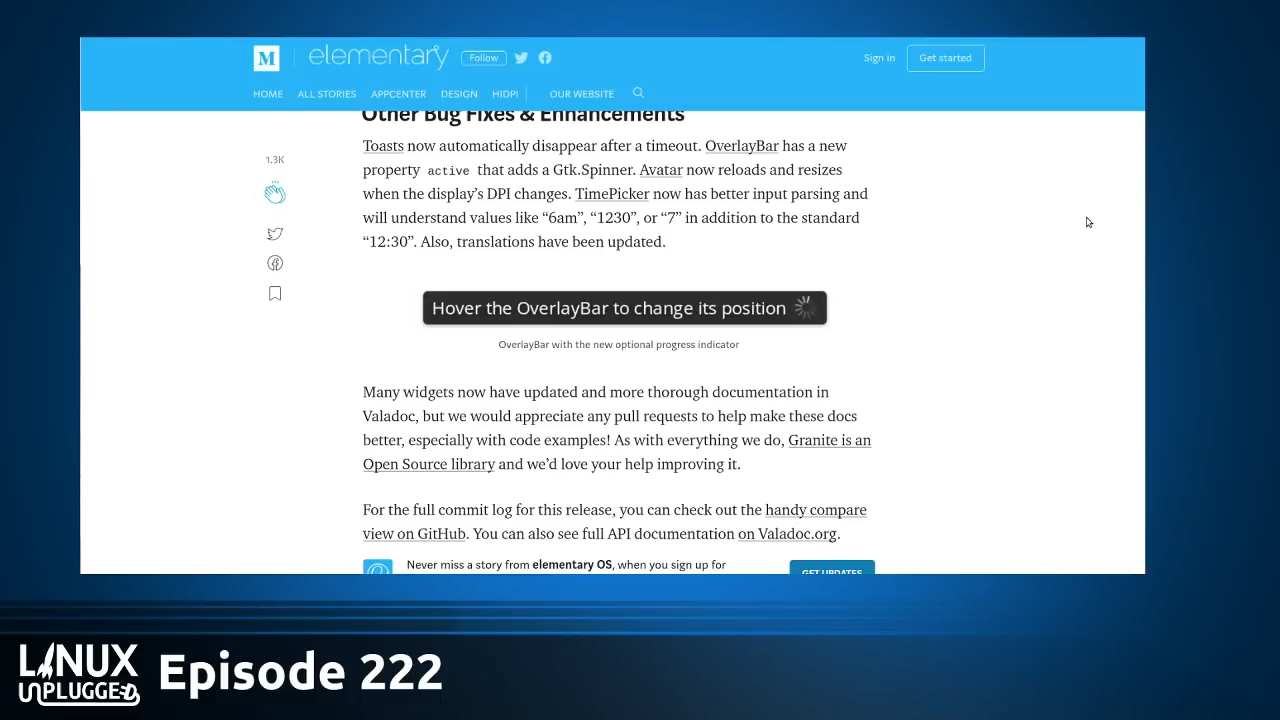 M elementary Follow Sign in Get started
HOME ALL STORIES APPCENTER DESIGN HIDPI OUR WEBSITE
Other Bug Fixes & Enhancements
Toasts now automatically disappear after a timeout. OverlayBar has a new
property active that adds a Gtk.Spinner. Avatar now reloads and resizes
when the display’s DPI changes. TimePicker now has better input parsing and
will understand values like “6am”, “1230”, or “7” in addition to the standard
“12:30”. Also, translations have been updated.
1.3K
Hover the OverlayBar to change its position
OverlayBar with the new optional progress indicator
Many widgets now have updated and more thorough documentation in
Valadoc, but we would appreciate any pull requests to help make these docs
better, especially with code examples! As with everything we do, Granite is an
Open Source library and we’d love your help improving it.
For the full commit log for this release, you can check out the handy compare
view on GitHub. You can also see full API documentation on Valadoc.org.
Never miss a story from elementary OS, when you sign up for
GET UPDATES
LINUX
UNPLUGGED
Episode 222